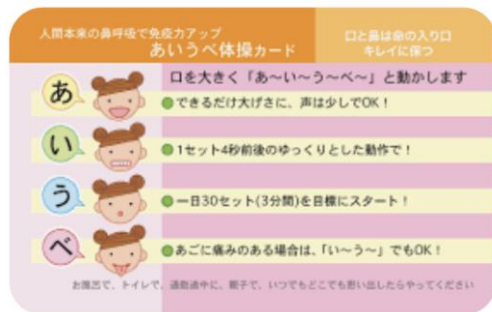 人間本来の鼻呼吸で免疫力アップ
あいうべ体操カード
口と鼻は命の入り口
キレイに保つ
口を大きく「あ〜い〜う〜べ〜」と動かします
あ
できるだけ大げさに、声は少しでOK！
い
1セット4秒前後のゆっくりとした動作で！
う
一日30セット(3分間)を目標にスタート！
べ
あごに痛みのある場合は、「い〜う〜」でもOK！
お風呂で、トイレで、通勤途中に、親子で、いつでもどこでも思い出したらやってください